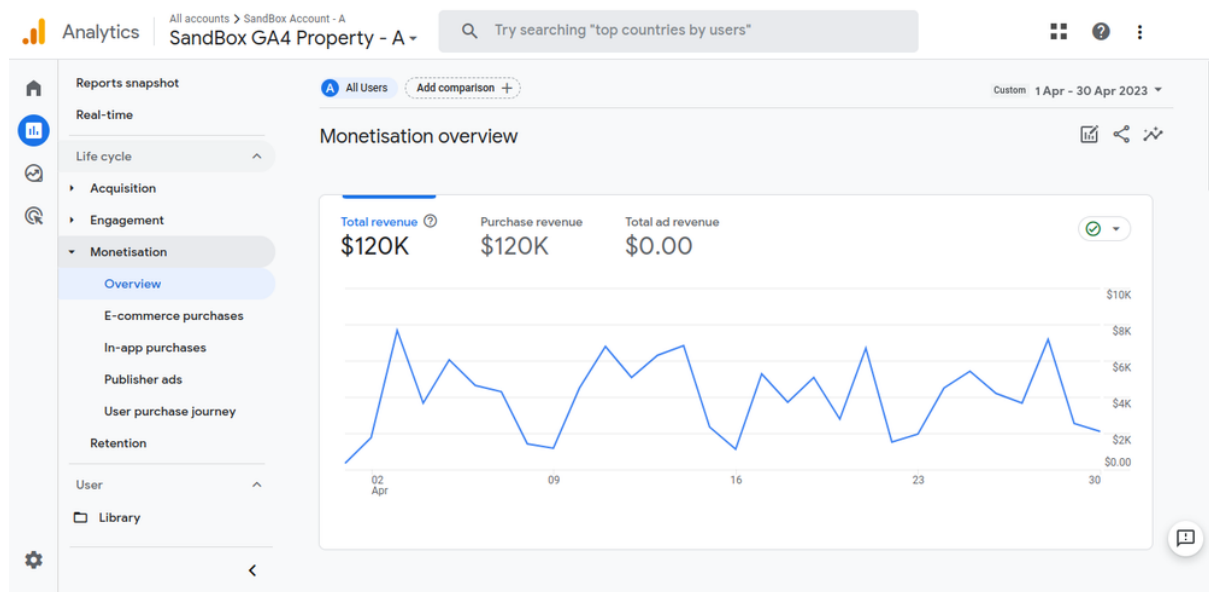 Analytics
All accounts > SandBox Account - A
SandBox GA4 Property - A
Try searching "top countries by users"
Reports snapshot
Real-time
Life cycle
Acquisition
Engagement
Monetisation
Overview
E-commerce purchases
In-app purchases
Publisher ads
User purchase journey
Retention
User
Library
A All Users
Add comparison +
Custom 1 Apr - 30 Apr 2023
Monetisation overview
Total revenue
$120K
Purchase revenue
$120K
Total ad revenue
$0.00
$10K
$8K
$6K
$4K
$2K
$0.00
02
Apr
09
16
23
30